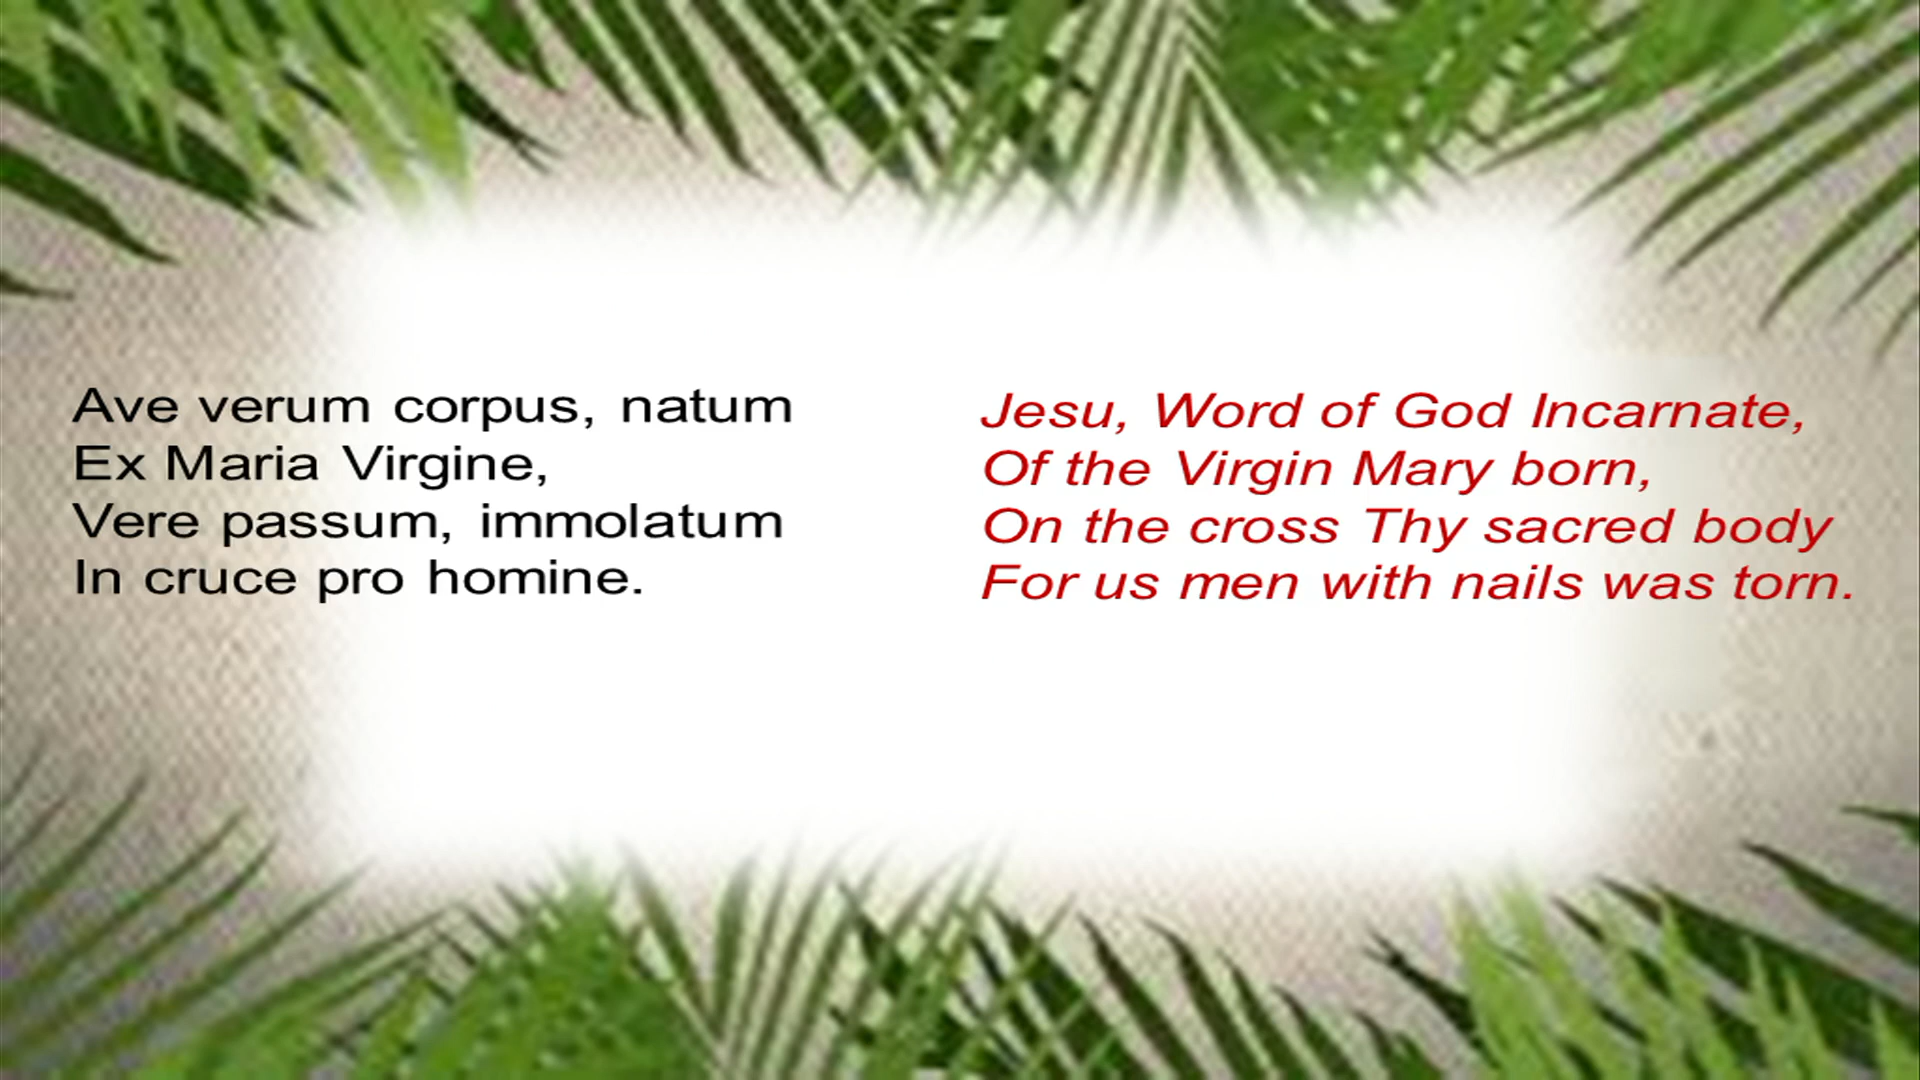 Ave verum corpus, natum
Ex Maria Virgine,
Vere passum, immolatum
In cruce pro homine.
Jesu, Word of God Incarnate,
Of the Virgin Mary born,
On the cross Thy sacred body
For us men with nails was torn.